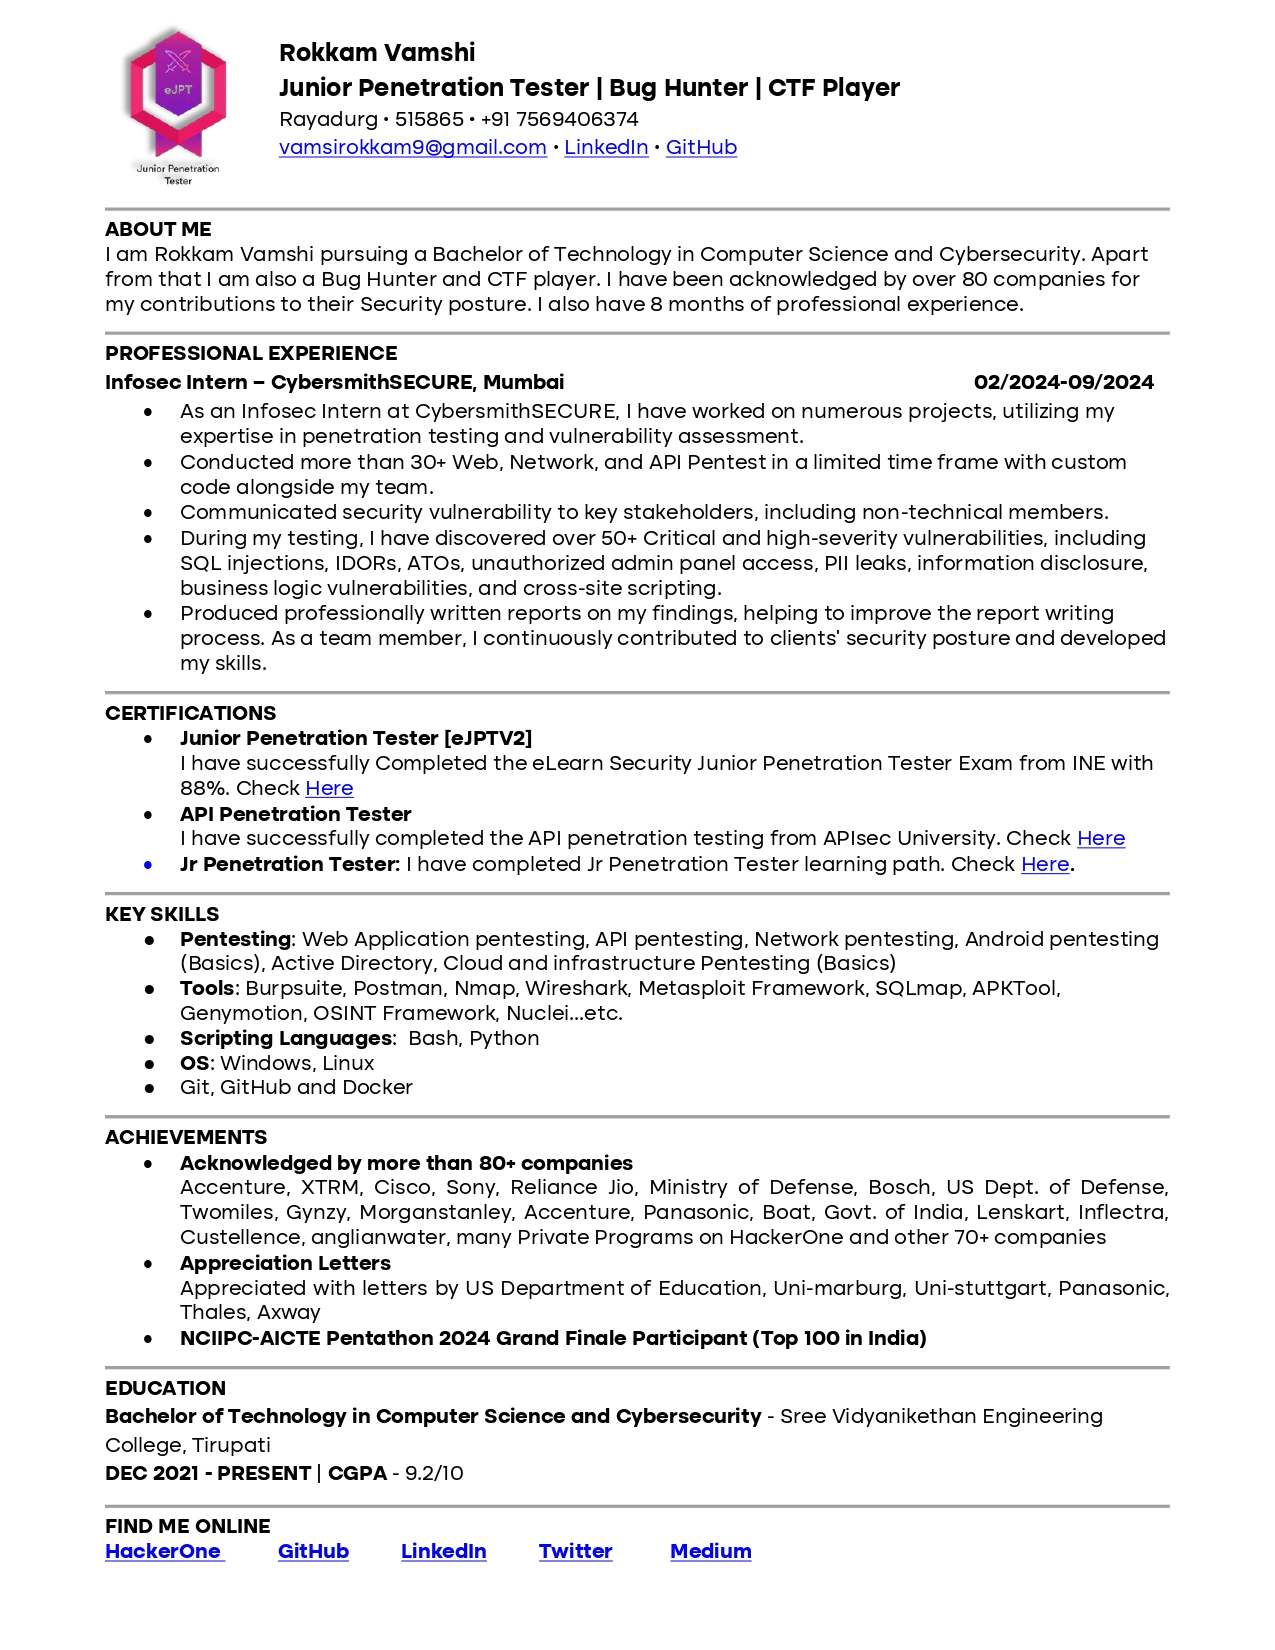 eJPT
Junior Penetration
Tester
Rokkam Vamshi
Junior Penetration Tester | Bug Hunter | CTF Player
Rayadurg • 515865 • +91 7569406374
vamsirokkam9@gmail.com • LinkedIn • GitHub
ABOUT ME
I am Rokkam Vamshi pursuing a Bachelor of Technology in Computer Science and Cybersecurity. Apart
from that I am also a Bug Hunter and CTF player. I have been acknowledged by over 80 companies for
my contributions to their Security posture. I also have 8 months of professional experience.
PROFESSIONAL EXPERIENCE
Infosec Intern – CybersmithSECURE, Mumbai 02/2024-09/2024
• As an Infosec Intern at CybersmithSECURE, I have worked on numerous projects, utilizing my
expertise in penetration testing and vulnerability assessment.
• Conducted more than 30+ Web, Network, and API Pentest in a limited time frame with custom
code alongside my team.
• Communicated security vulnerability to key stakeholders, including non-technical members.
• During my testing, I have discovered over 50+ Critical and high-severity vulnerabilities, including
SQL injections, IDORs, ATOs, unauthorized admin panel access, PII leaks, information disclosure,
business logic vulnerabilities, and cross-site scripting.
• Produced professionally written reports on my findings, helping to improve the report writing
process. As a team member, I continuously contributed to clients' security posture and developed
my skills.
CERTIFICATIONS
• Junior Penetration Tester [eJPTV2]
I have successfully Completed the eLearn Security Junior Penetration Tester Exam from INE with
88%. Check Here
• API Penetration Tester
I have successfully completed the API penetration testing from APIsec University. Check Here
• Jr Penetration Tester: I have completed Jr Penetration Tester learning path. Check Here.
KEY SKILLS
• Pentesting: Web Application pentesting, API pentesting, Network pentesting, Android pentesting
(Basics), Active Directory, Cloud and infrastructure Pentesting (Basics)
• Tools: Burpsuite, Postman, Nmap, Wireshark, Metasploit Framework, SQLmap, APKTool,
Genymotion, OSINT Framework, Nuclei...etc.
• Scripting Languages:  Bash, Python
• OS: Windows, Linux
• Git, GitHub and Docker
ACHIEVEMENTS
• Acknowledged by more than 80+ companies
Accenture, XTRM, Cisco, Sony, Reliance Jio, Ministry of Defense, Bosch, US Dept. of Defense,
Twomiles, Gynzy, Morganstanley, Accenture, Panasonic, Boat, Govt. of India, Lenskart, Inflectra,
Custellence, anglianwater, many Private Programs on HackerOne and other 70+ companies
• Appreciation Letters
Appreciated with letters by US Department of Education, Uni-marburg, Uni-stuttgart, Panasonic,
Thales, Axway
• NCIIPC-AICTE Pentathon 2024 Grand Finale Participant (Top 100 in India)
EDUCATION
Bachelor of Technology in Computer Science and Cybersecurity - Sree Vidyanikethan Engineering
College, Tirupati
DEC 2021 - PRESENT | CGPA - 9.2/10
FIND ME ONLINE
HackerOne GitHub LinkedIn Twitter Medium